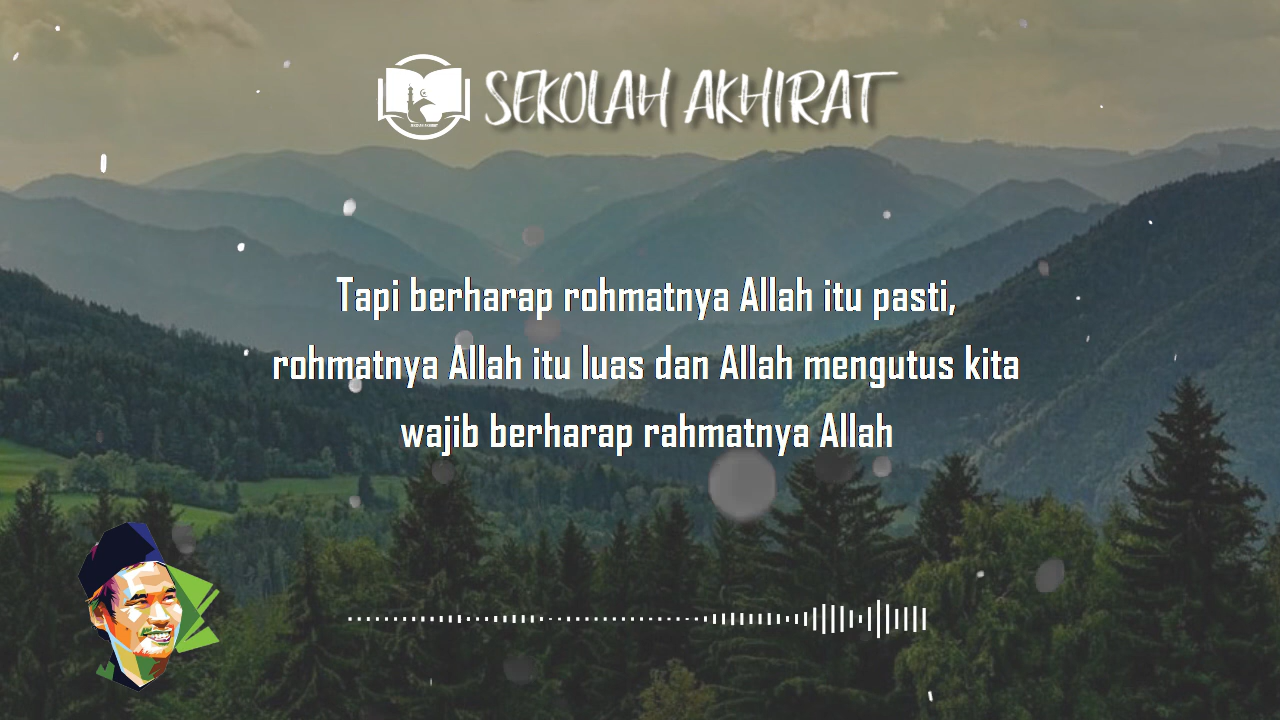 SEKOLAH AKHIRAT
Tapi berharap rohmatnya Allah itu pasti,
rohmatnya Allah itu luas dan Allah mengutus kita
wajib berharap rahmatnya Allah